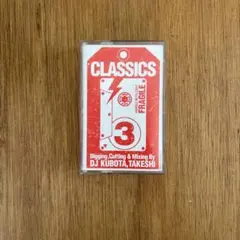 CLASSICS
FRAGILE
3
Digging,Cutting & Mixing By
DJ KUBOTA,TAKESHI